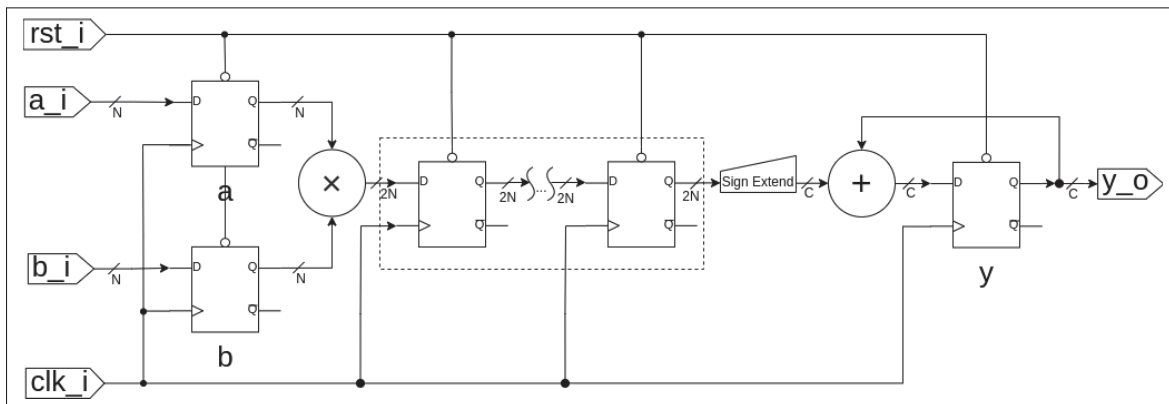 rst_i
a_i
N
D
Q
N
Q
a
b_i
N
D
Q
N
Q
b
clk_i
×
2N
D
Q
2N
Q
...
2N
D
Q
2N
Q
Sign Extend
C
+
C
D
Q
C
Q
y
y_o